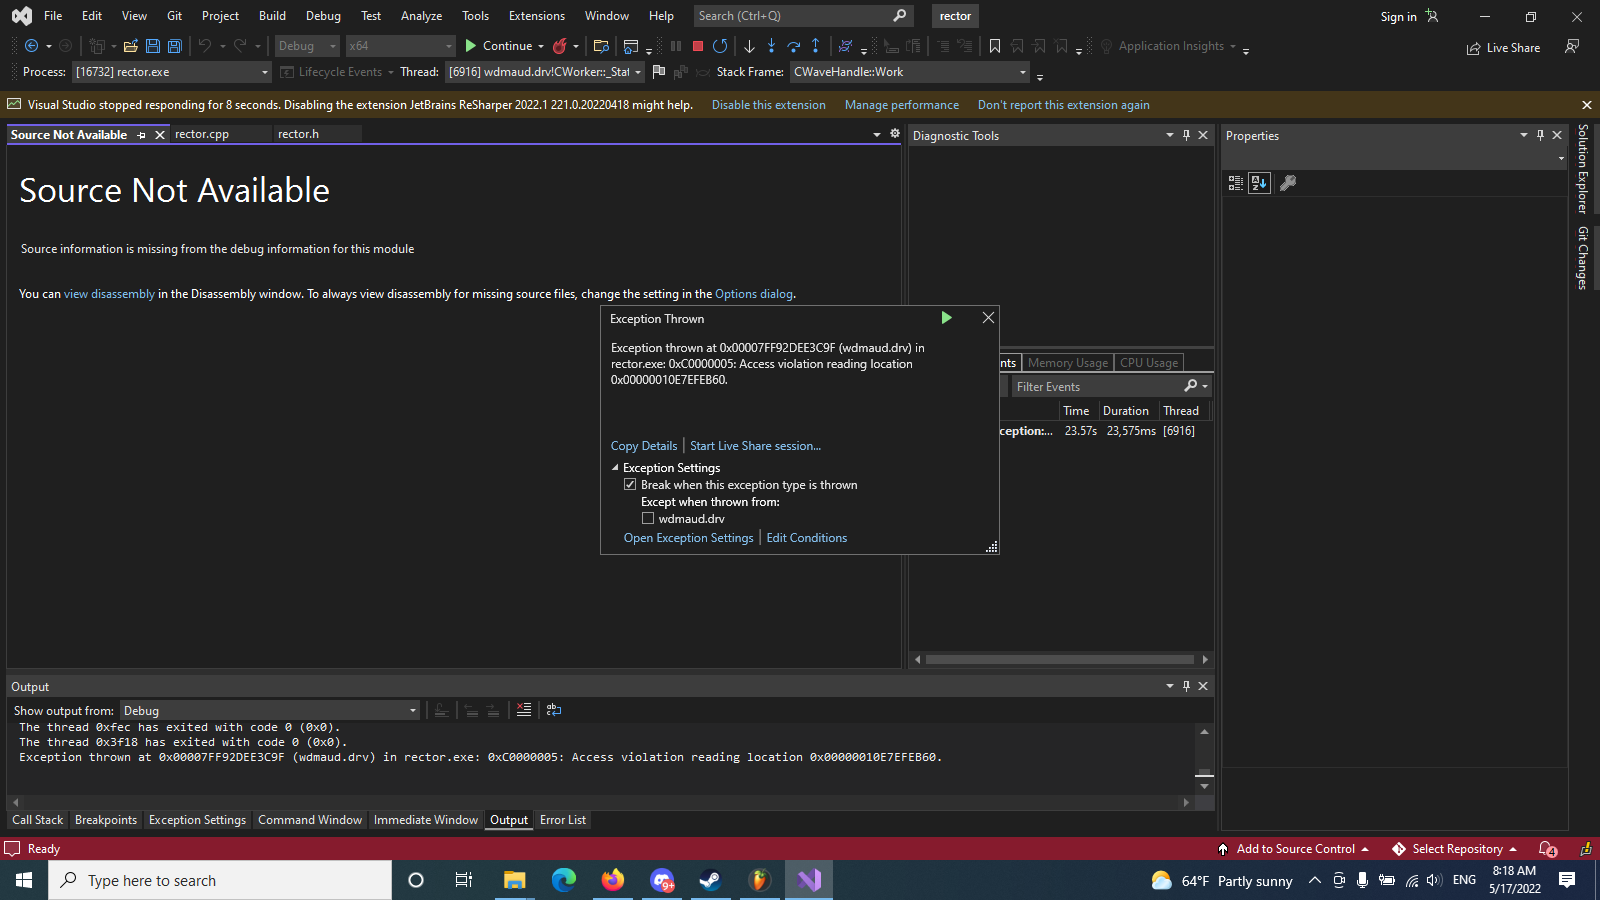 File Edit View Git Project Build Debug Test Analyze Tools Extensions Window Help Search (Ctrl+Q) rector Sign in
Debug x64 Continue Application Insights Live Share
Process: [16732] rector.exe Lifecycle Events Thread: [6916] wdmaud.drv!CWorker::_Stat Stack Frame: CWaveHandle::Work
Visual Studio stopped responding for 8 seconds. Disabling the extension JetBrains ReSharper 2022.1 221.0.20220418 might help. Disable this extension Manage performance Don't report this extension again
Source Not Available rector.cpp rector.h
Diagnostic Tools
Properties
Solution Explorer
Git Changes
Source Not Available
Source information is missing from the debug information for this module
You can view disassembly in the Disassembly window. To always view disassembly for missing source files, change the setting in the Options dialog.
Exception Thrown
Exception thrown at 0x00007FF92DEE3C9F (wdmaud.drv) in
rector.exe: 0xC0000005: Access violation reading location
0x00000010E7EFEB60.
Copy Details Start Live Share session...
Exception Settings
Break when this exception type is thrown
Except when thrown from:
wdmaud.drv
Open Exception Settings Edit Conditions
nts Memory Usage CPU Usage
Filter Events
Time Duration Thread
ception:... 23.57s 23,575ms [6916]
Output
Show output from: Debug
The thread 0xfec has exited with code 0 (0x0).
The thread 0x3f18 has exited with code 0 (0x0).
Exception thrown at 0x00007FF92DEE3C9F (wdmaud.drv) in rector.exe: 0xC0000005: Access violation reading location 0x00000010E7EFEB60.
Call Stack Breakpoints Exception Settings Command Window Immediate Window Output Error List
Ready Add to Source Control Select Repository 4
Type here to search 9+ 64°F Partly sunny ENG 8:18 AM
5/17/2022